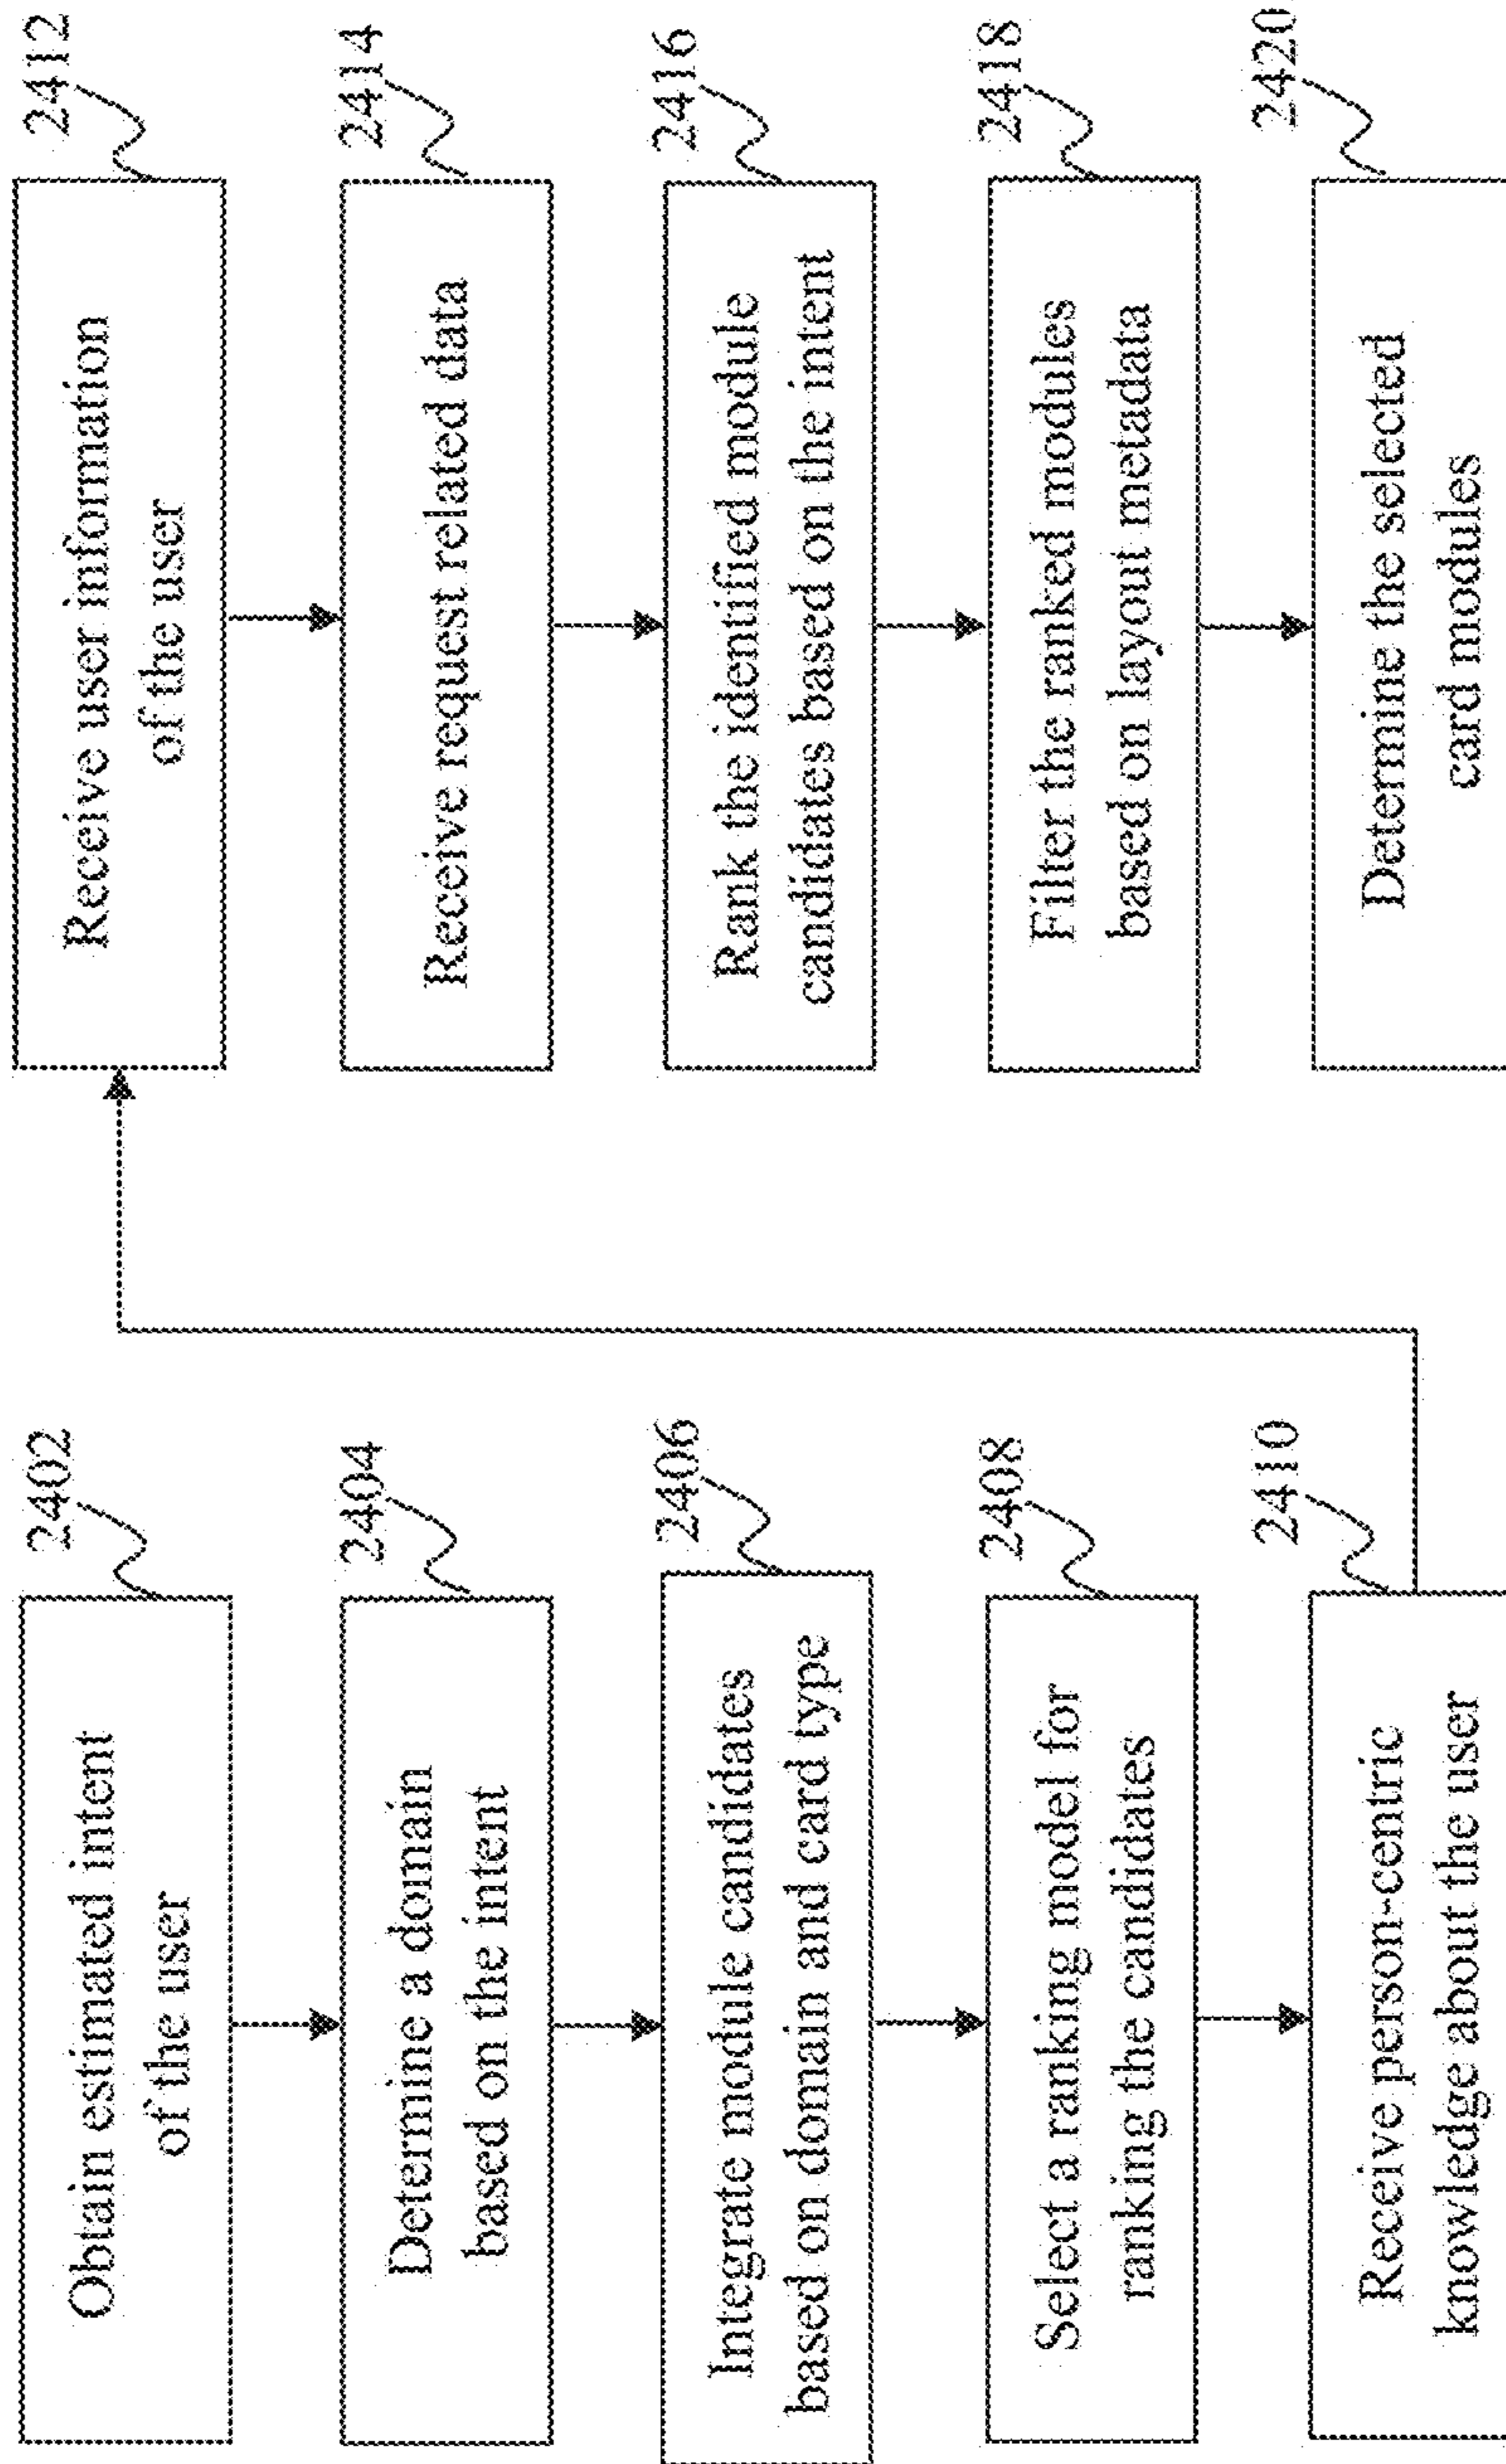 Obtain estimated intent
of the user
2402
Determine a domain
based on the intent
2404
Integrate module candidates
based on domain and card type
2406
Select a ranking model for
ranking the candidates
2408
Receive person-centric
knowledge about the user
2410
Receive user information
of the user
2412
Receive request related data
2414
Rank the identified module
candidates based on the intent
2416
Filter the ranked modules
based on layout metadata
2418
Determine the selected
card modules
2420